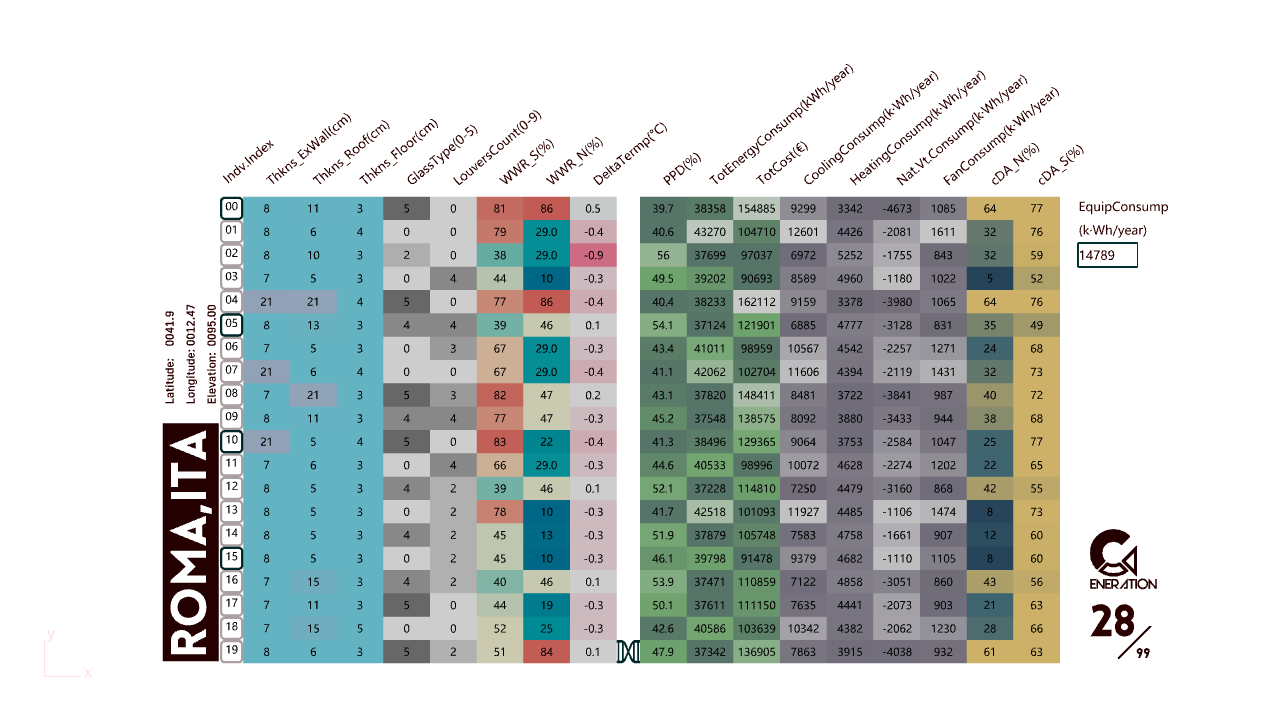 Indv.Index Thkns_ExWall(cm) Thkns_Roof(cm) Thkns_Floor(cm) GlassType(0-5) LouversCount(0-9) WWR_S(%) WWR_N(%) DeltaTermp(°C) PPD(%) TotEnergyConsump(kWh/year) TotCost(€) CoolingConsump(k·Wh/year) HeatingConsump(k·Wh/year) Nat.Vt.Consump(k·Wh/year) FanConsump(k·Wh/year) cDA_N(%) cDA_S(%)
00 8 11 3 5 0 81 86 0.5 39.7 38358 154885 9299 3342 -4673 1085 64 77
01 8 6 4 0 0 79 29.0 -0.4 40.6 43270 104710 12601 4426 -2081 1611 32 76
02 8 10 3 2 0 38 29.0 -0.9 56 37699 97037 6972 5252 -1755 843 32 59
03 7 5 3 0 4 44 10 -0.3 49.5 39202 90693 8589 4960 -1180 1022 5 52
04 21 21 4 5 0 77 86 -0.4 40.4 38233 162112 9159 3378 -3980 1065 64 76
05 8 13 3 4 4 39 46 0.1 54.1 37124 121901 6885 4777 -3128 831 35 49
06 7 5 3 0 3 67 29.0 -0.3 43.4 41011 98959 10567 4542 -2257 1271 24 68
07 21 6 4 0 0 67 29.0 -0.4 41.1 42062 102704 11606 4394 -2119 1431 32 73
08 7 21 3 5 3 82 47 0.2 43.1 37820 148411 8481 3722 -3841 987 40 72
09 8 11 3 4 4 77 47 -0.3 45.2 37548 138575 8092 3880 -3433 944 38 68
10 21 5 4 5 0 83 22 -0.4 41.3 38496 129365 9064 3753 -2584 1047 25 77
11 7 6 3 0 4 66 29.0 -0.3 44.6 40533 98996 10072 4628 -2274 1202 22 65
12 8 5 3 4 2 39 46 0.1 52.1 37228 114810 7250 4479 -3160 868 42 55
13 8 5 3 0 2 78 10 -0.3 41.7 42518 101093 11927 4485 -1106 1474 8 73
14 8 5 3 4 2 45 13 -0.3 51.9 37879 105748 7583 4758 -1661 907 12 60
15 8 5 3 0 2 45 10 -0.3 46.1 39798 91478 9379 4682 -1110 1105 8 60
16 7 15 3 4 2 40 46 0.1 53.9 37471 110859 7122 4858 -3051 860 43 56
17 7 11 3 5 0 44 19 -0.3 50.1 37611 111150 7635 4441 -2073 903 21 63
18 7 15 5 0 0 52 25 -0.3 42.6 40586 103639 10342 4382 -2062 1230 28 66
19 8 6 3 5 2 51 84 0.1 47.9 37342 136905 7863 3915 -4038 932 61 63
EquipConsump
(k·Wh/year)
14789
Latitude: 0041.9
Longitude: 0012.47
Elevation: 0095.00
ROMA,ITA
y
x
ENERATION
28/99